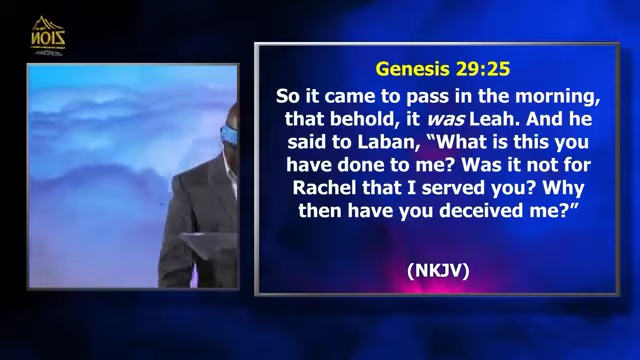 ZION
Genesis 29:25
So it came to pass in the morning,
that behold, it was Leah. And he
said to Laban, “What is this you
have done to me? Was it not for
Rachel that I served you? Why
then have you deceived me?”
(NKJV)